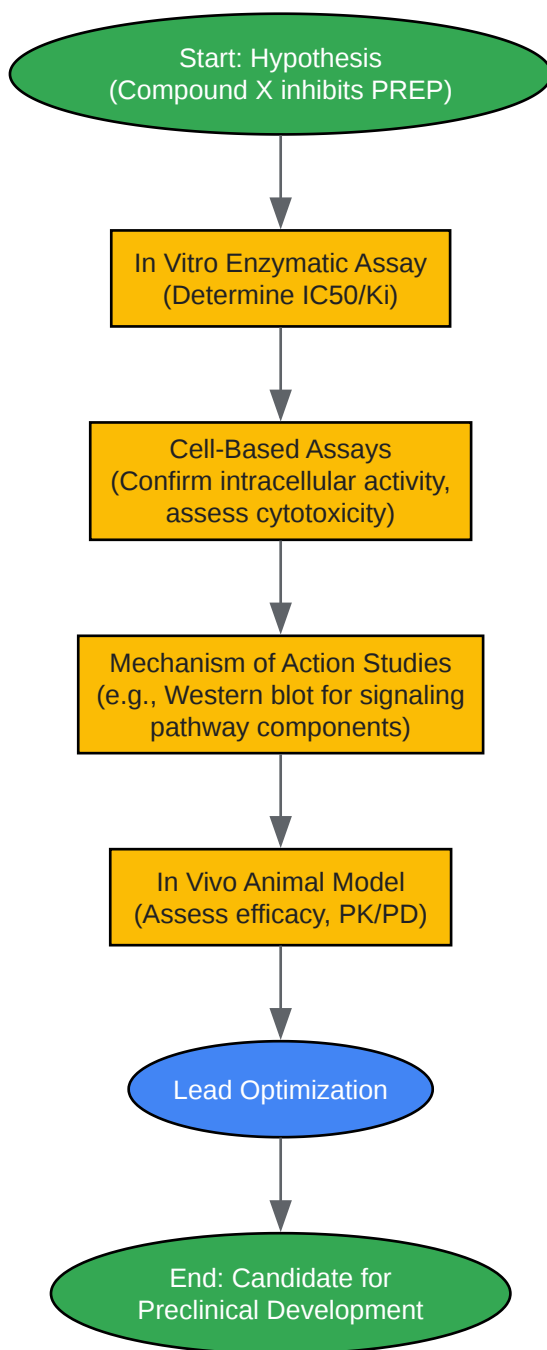 Start: Hypothesis
(Compound X inhibits PREP)
In Vitro Enzymatic Assay
(Determine IC50/Ki)
Cell-Based Assays
(Confirm intracellular activity,
assess cytotoxicity)
Mechanism of Action Studies
(e.g., Western blot for signaling
pathway components)
In Vivo Animal Model
(Assess efficacy, PK/PD)
Lead Optimization
End: Candidate for
Preclinical Development